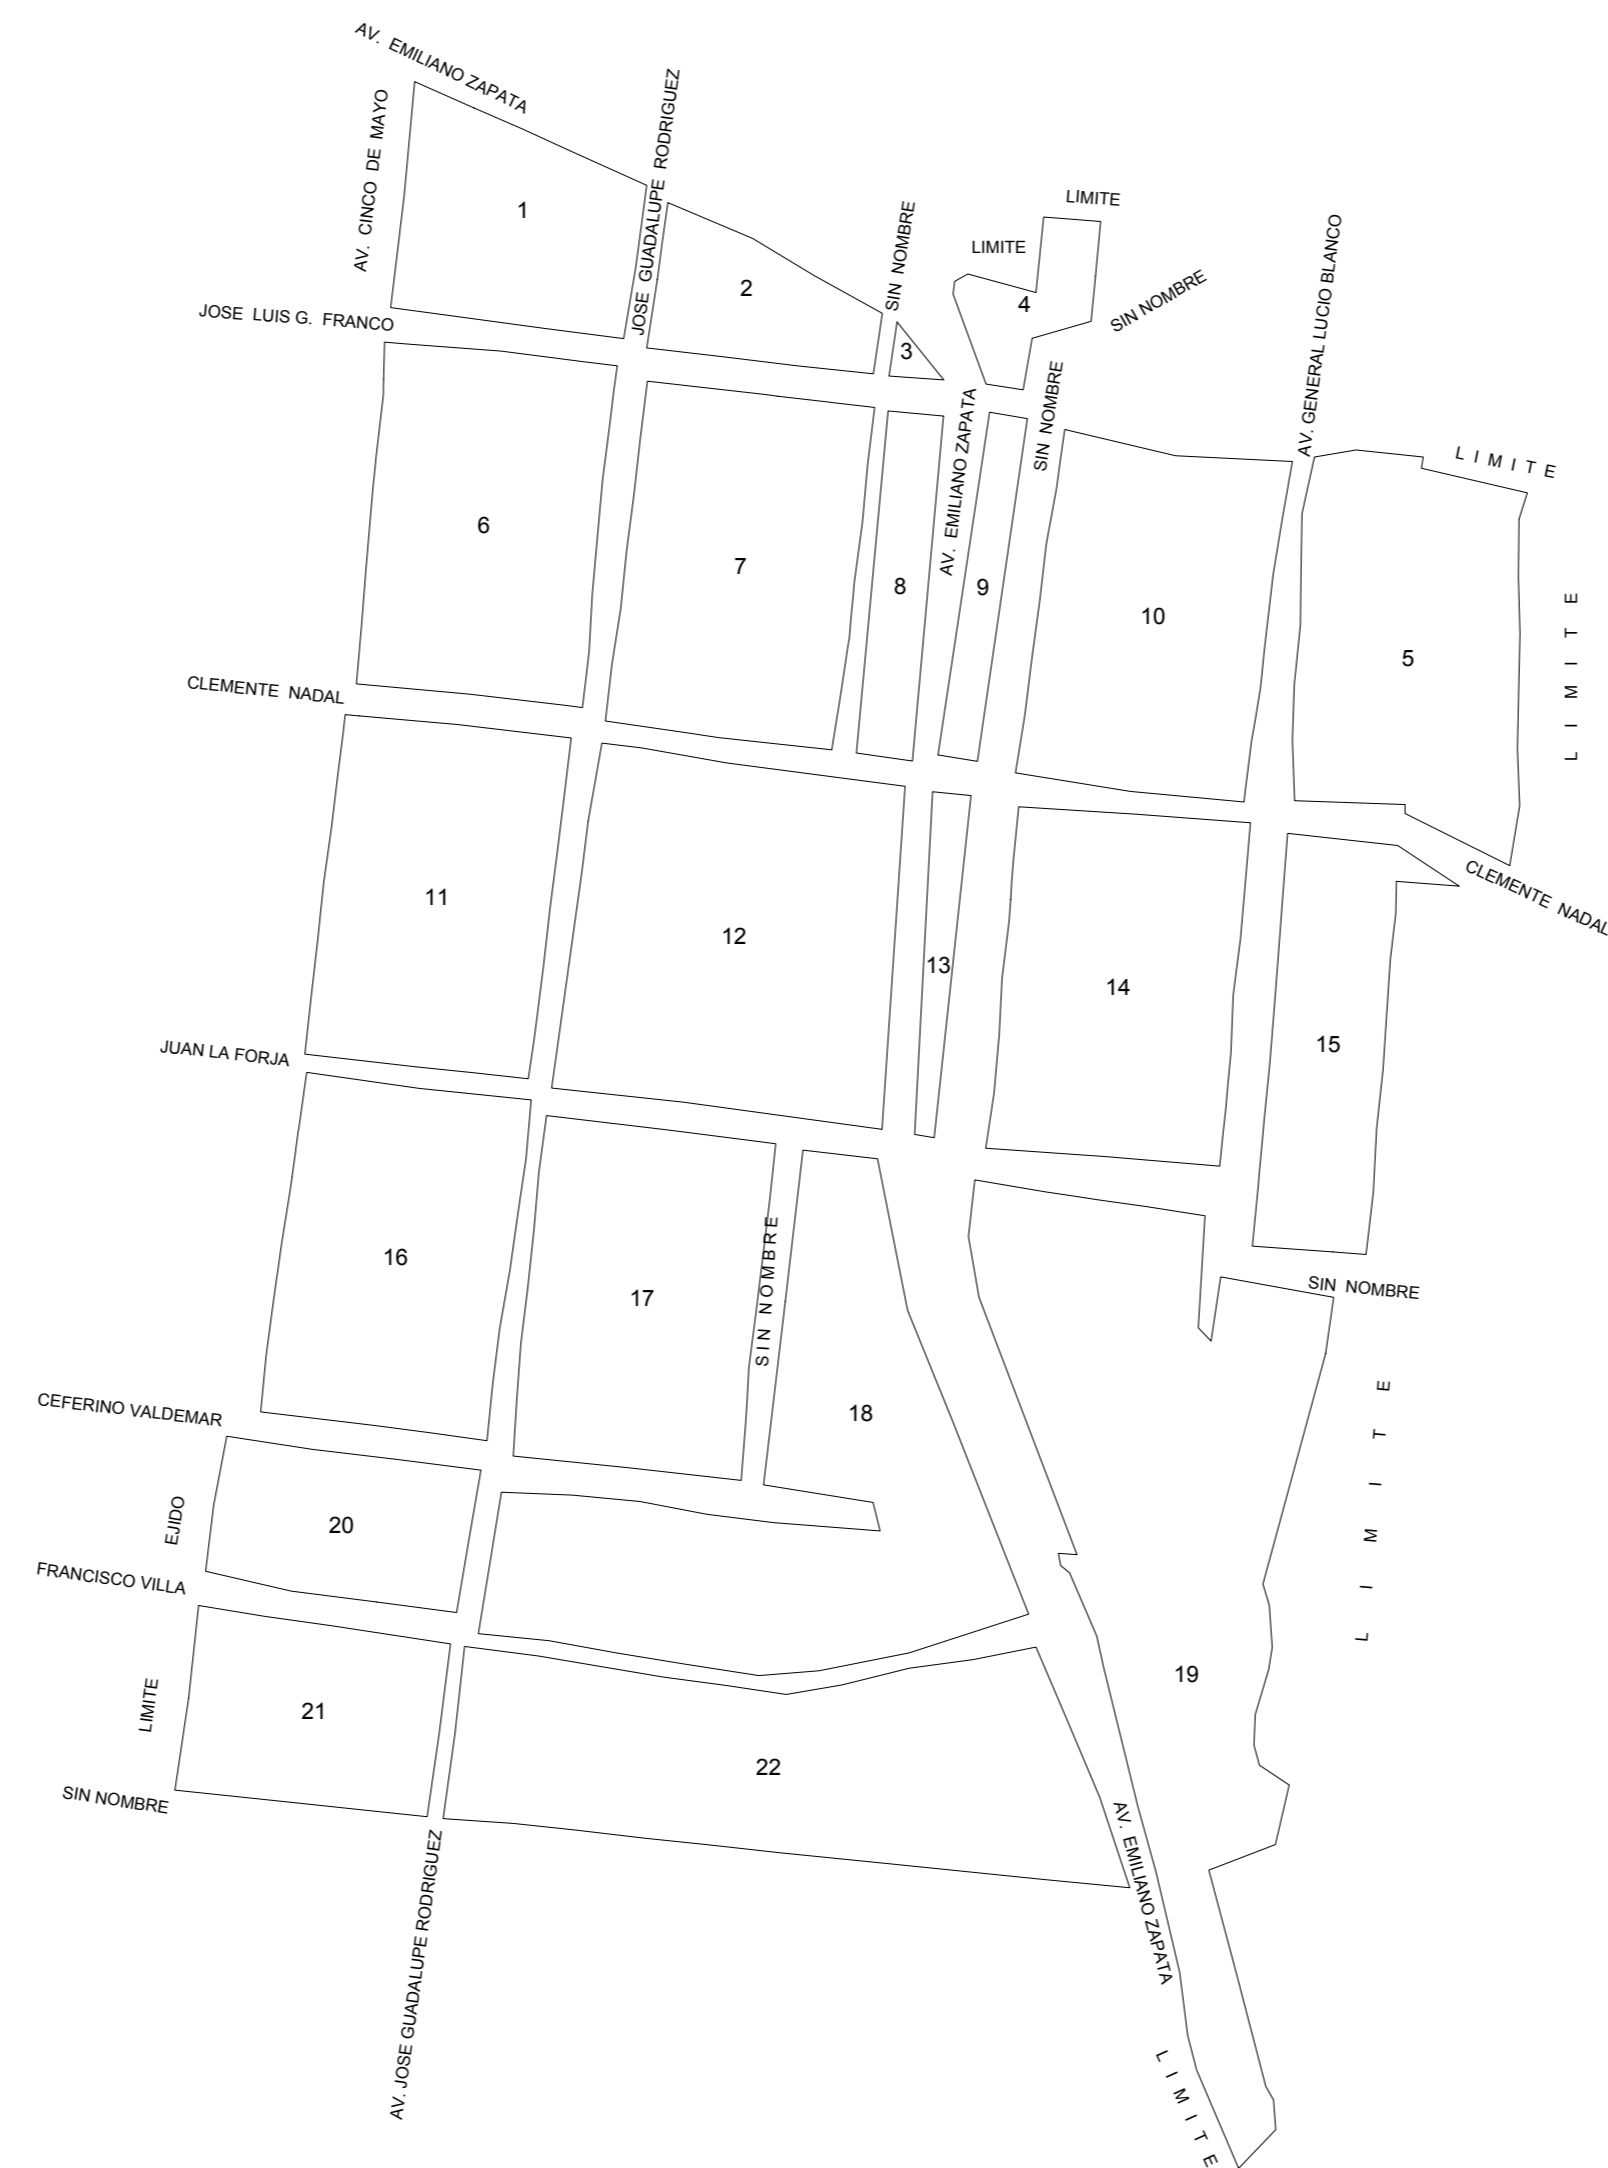 AV. EMILIANO ZAPATA
AV. CINCO DE MAYO
JOSE GUADALUPE RODRIGUEZ
1
LIMITE
SIN NOMBRE
LIMITE
AV. GENERAL LUCIO BLANCO
2
4
SIN NOMBRE
JOSE LUIS G. FRANCO
3
SIN NOMBRE
AV. EMILIANO ZAPATA
LIMITE
6
7
8
9
10
5
LIMITE
CLEMENTE NADAL
CLEMENTE NADAL
11
12
13
14
15
JUAN LA FORJA
16
17
SIN NOMBRE
SIN NOMBRE
18
LIMITE
CEFERINO VALDEMAR
EJIDO
20
FRANCISCO VILLA
19
LIMITE
21
22
SIN NOMBRE
AV. EMILIANO ZAPATA
AV. JOSE GUADALUPE RODRIGUEZ
LIMITE